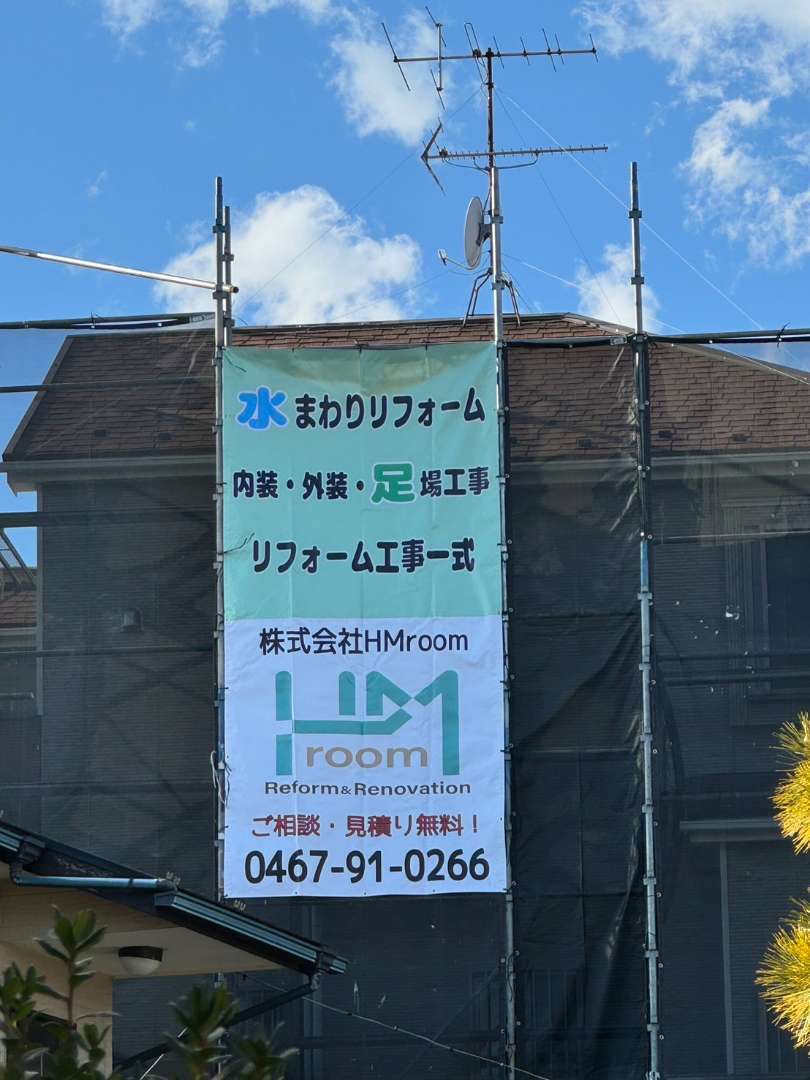 水まわりリフォーム
内装・外装・足場工事
リフォーム工事一式
株式会社HMroom
HM
room
Reform&Renovation
ご相談・見積り無料！
0467-91-0266